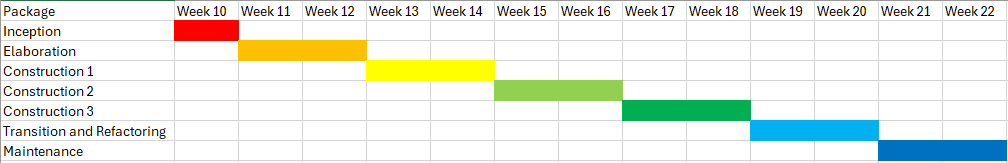 Package Week 10 Week 11 Week 12 Week 13 Week 14 Week 15 Week 16 Week 17 Week 18 Week 19 Week 20 Week 21 Week 22
Inception
Elaboration
Construction 1
Construction 2
Construction 3
Transition and Refactoring
Maintenance